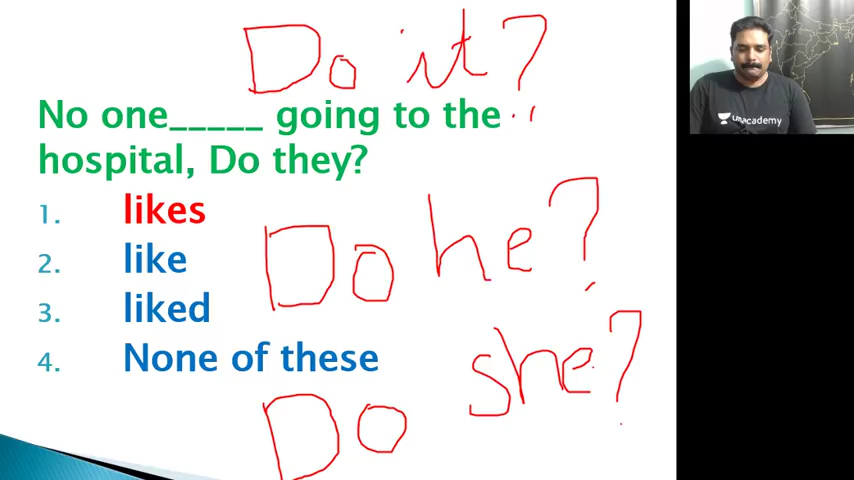 Do it?
No one_____ going to the
hospital, Do they?
1. likes
2. like
3. liked
4. None of these
Do he?
Do she?
unacademy